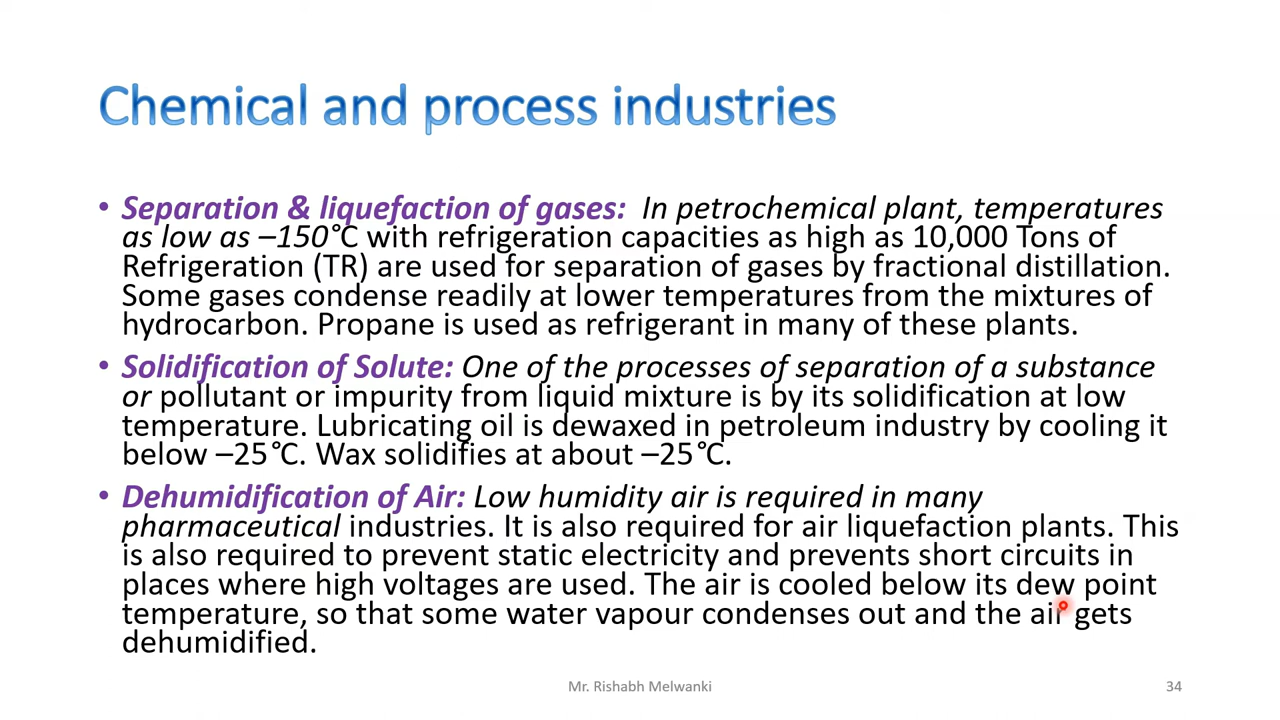 Chemical and process industries
• Separation & liquefaction of gases: In petrochemical plant, temperatures
as low as –150°C with refrigeration capacities as high as 10,000 Tons of
Refrigeration (TR) are used for separation of gases by fractional distillation.
Some gases condense readily at lower temperatures from the mixtures of
hydrocarbon. Propane is used as refrigerant in many of these plants.
• Solidification of Solute: One of the processes of separation of a substance
or pollutant or impurity from liquid mixture is by its solidification at low
temperature. Lubricating oil is dewaxed in petroleum industry by cooling it
below –25°C. Wax solidifies at about –25°C.
• Dehumidification of Air: Low humidity air is required in many
pharmaceutical industries. It is also required for air liquefaction plants. This
is also required to prevent static electricity and prevents short circuits in
places where high voltages are used. The air is cooled below its dew point
temperature, so that some water vapour condenses out and the air gets
dehumidified.
Mr. Rishabh Melwanki
34